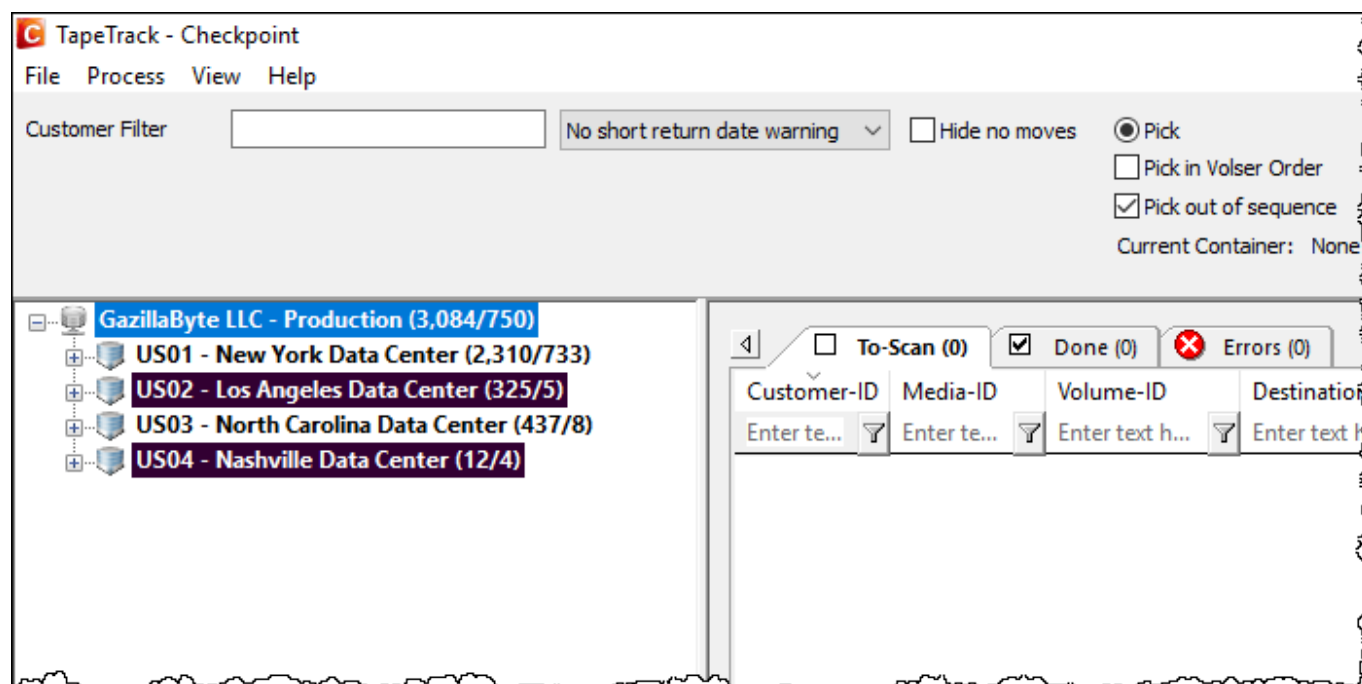 TapeTrack - Checkpoint
File Process View Help
Customer Filter No short return date warning Hide no moves Pick
Pick in Volser Order
Pick out of sequence
Current Container: None
GazillaByte LLC - Production (3,084/750)
US01 - New York Data Center (2,310/733)
US02 - Los Angeles Data Center (325/5)
US03 - North Carolina Data Center (437/8)
US04 - Nashville Data Center (12/4)
To-Scan (0) Done (0) Errors (0)
Customer-ID Media-ID Volume-ID Destination
Enter te... Enter te... Enter text h... Enter text h